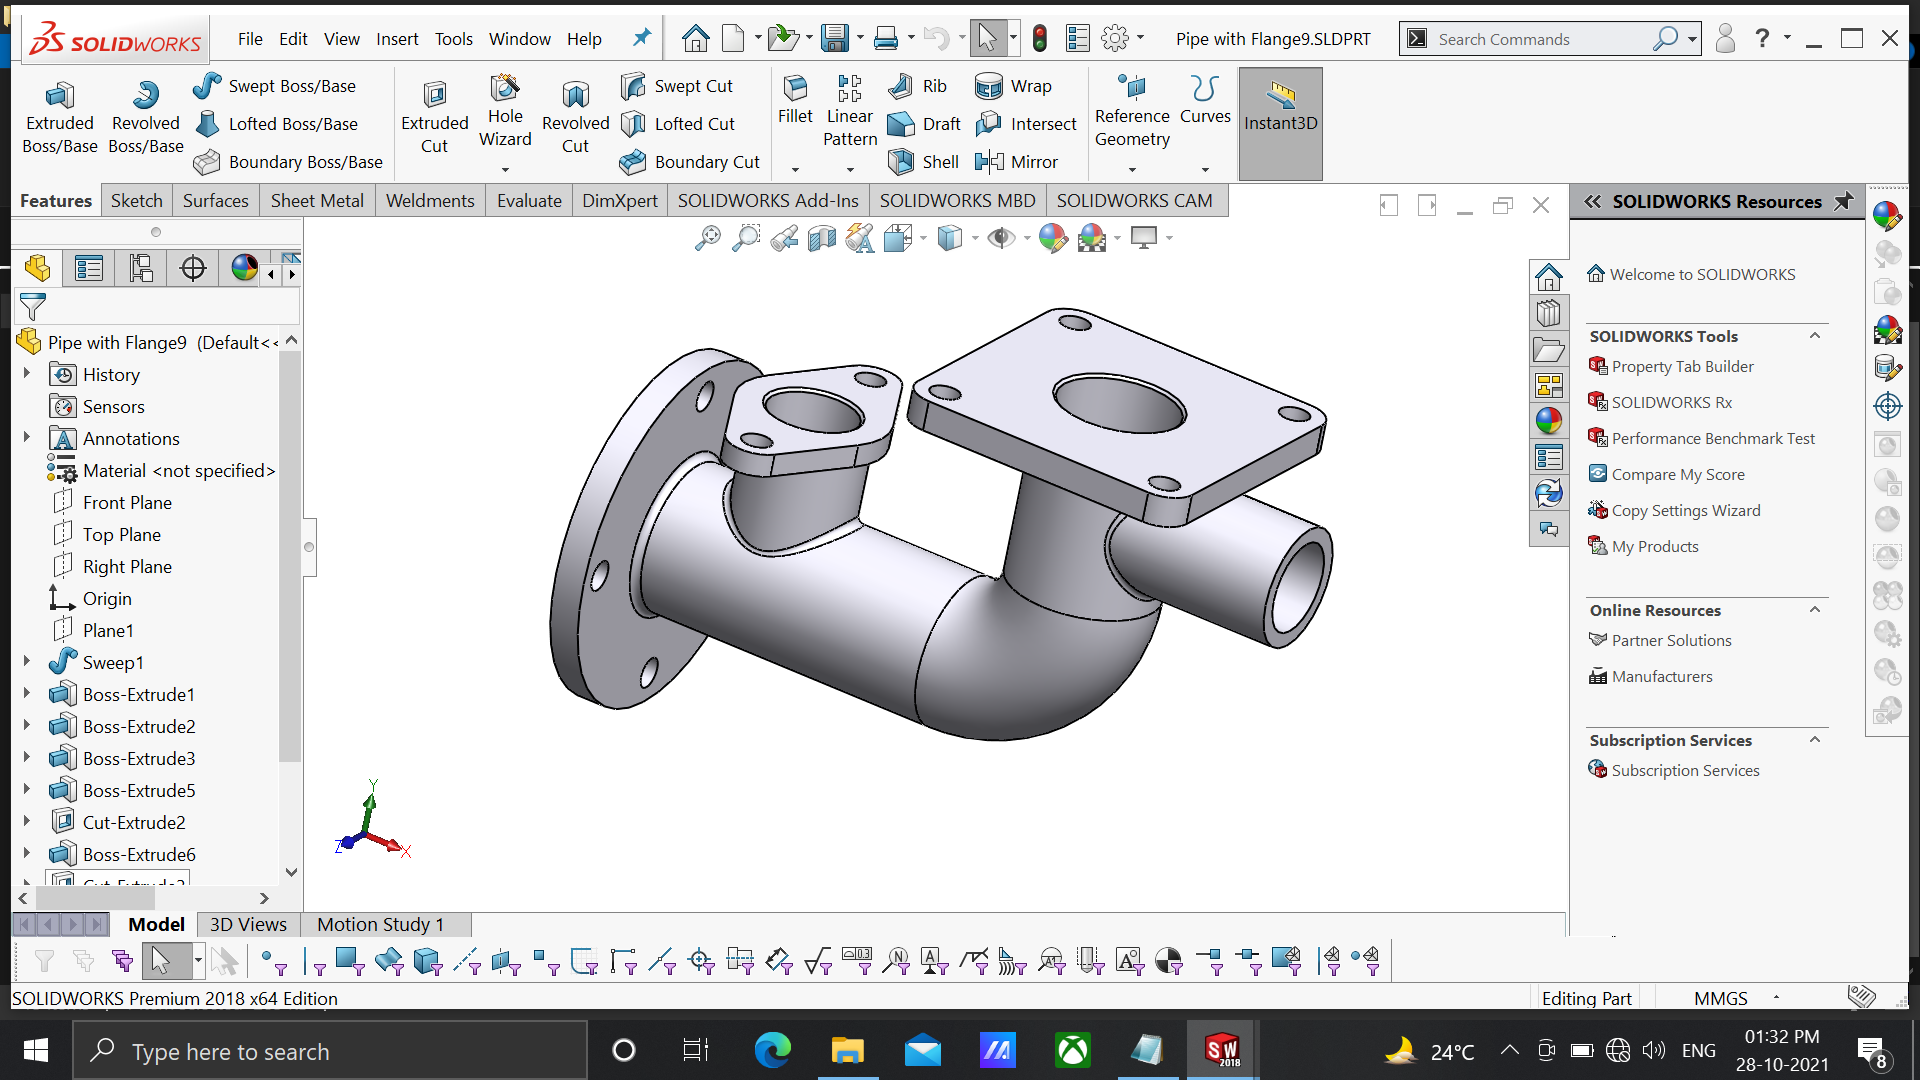 SOLIDWORKS
File Edit View Insert Tools Window Help
Pipe with Flange9.SLDPRT
Search Commands
Extruded Boss/Base
Revolved Boss/Base
Swept Boss/Base
Lofted Boss/Base
Boundary Boss/Base
Extruded Cut
Hole Wizard
Revolved Cut
Swept Cut
Lofted Cut
Boundary Cut
Fillet
Linear Pattern
Rib
Draft
Shell
Wrap
Intersect
Mirror
Reference Geometry
Curves
Instant3D
Features Sketch Surfaces Sheet Metal Weldments Evaluate DimXpert SOLIDWORKS Add-Ins SOLIDWORKS MBD SOLIDWORKS CAM
Pipe with Flange9 (Default<<
History
Sensors
Annotations
Material <not specified>
Front Plane
Top Plane
Right Plane
Origin
Plane1
Sweep1
Boss-Extrude1
Boss-Extrude2
Boss-Extrude3
Boss-Extrude5
Cut-Extrude2
Boss-Extrude6
Y
Z
X
SOLIDWORKS Resources
Welcome to SOLIDWORKS
SOLIDWORKS Tools
Property Tab Builder
SOLIDWORKS Rx
Performance Benchmark Test
Compare My Score
Copy Settings Wizard
My Products
Online Resources
Partner Solutions
Manufacturers
Subscription Services
Subscription Services
Model 3D Views Motion Study 1
SOLIDWORKS Premium 2018 x64 Edition
Editing Part
MMGS
Type here to search
SW 2018
24°C
ENG
01:32 PM
28-10-2021
8